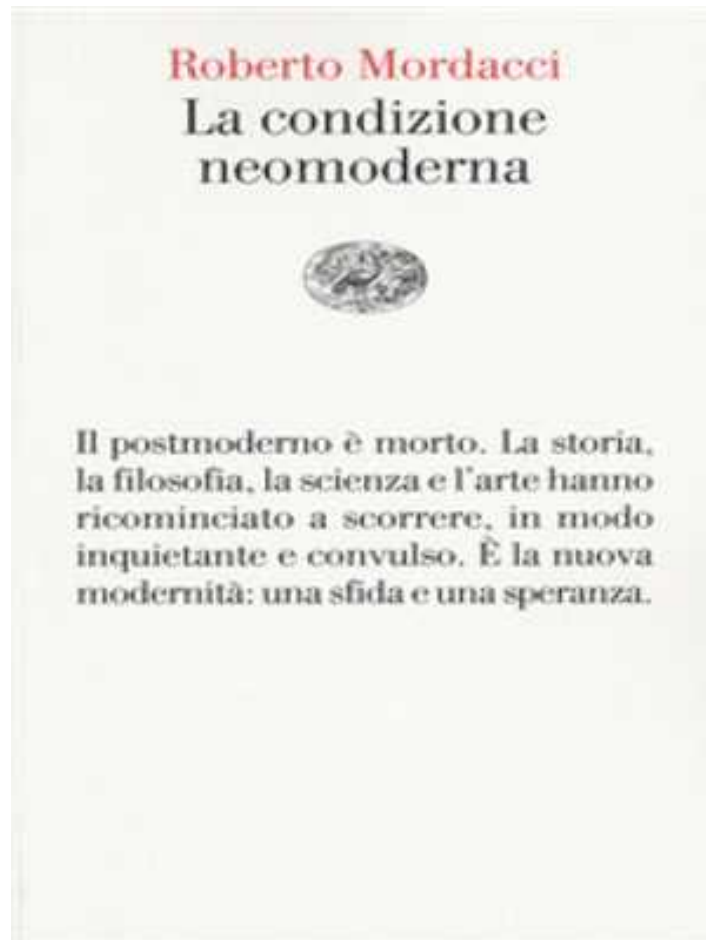 Roberto Mordacci
La condizione
neomoderna
Il postmoderno è morto. La storia,
la filosofia, la scienza e l'arte hanno
ricominciato a scorrere, in modo
inquietante e convulso. È la nuova
modernità: una sfida e una speranza.